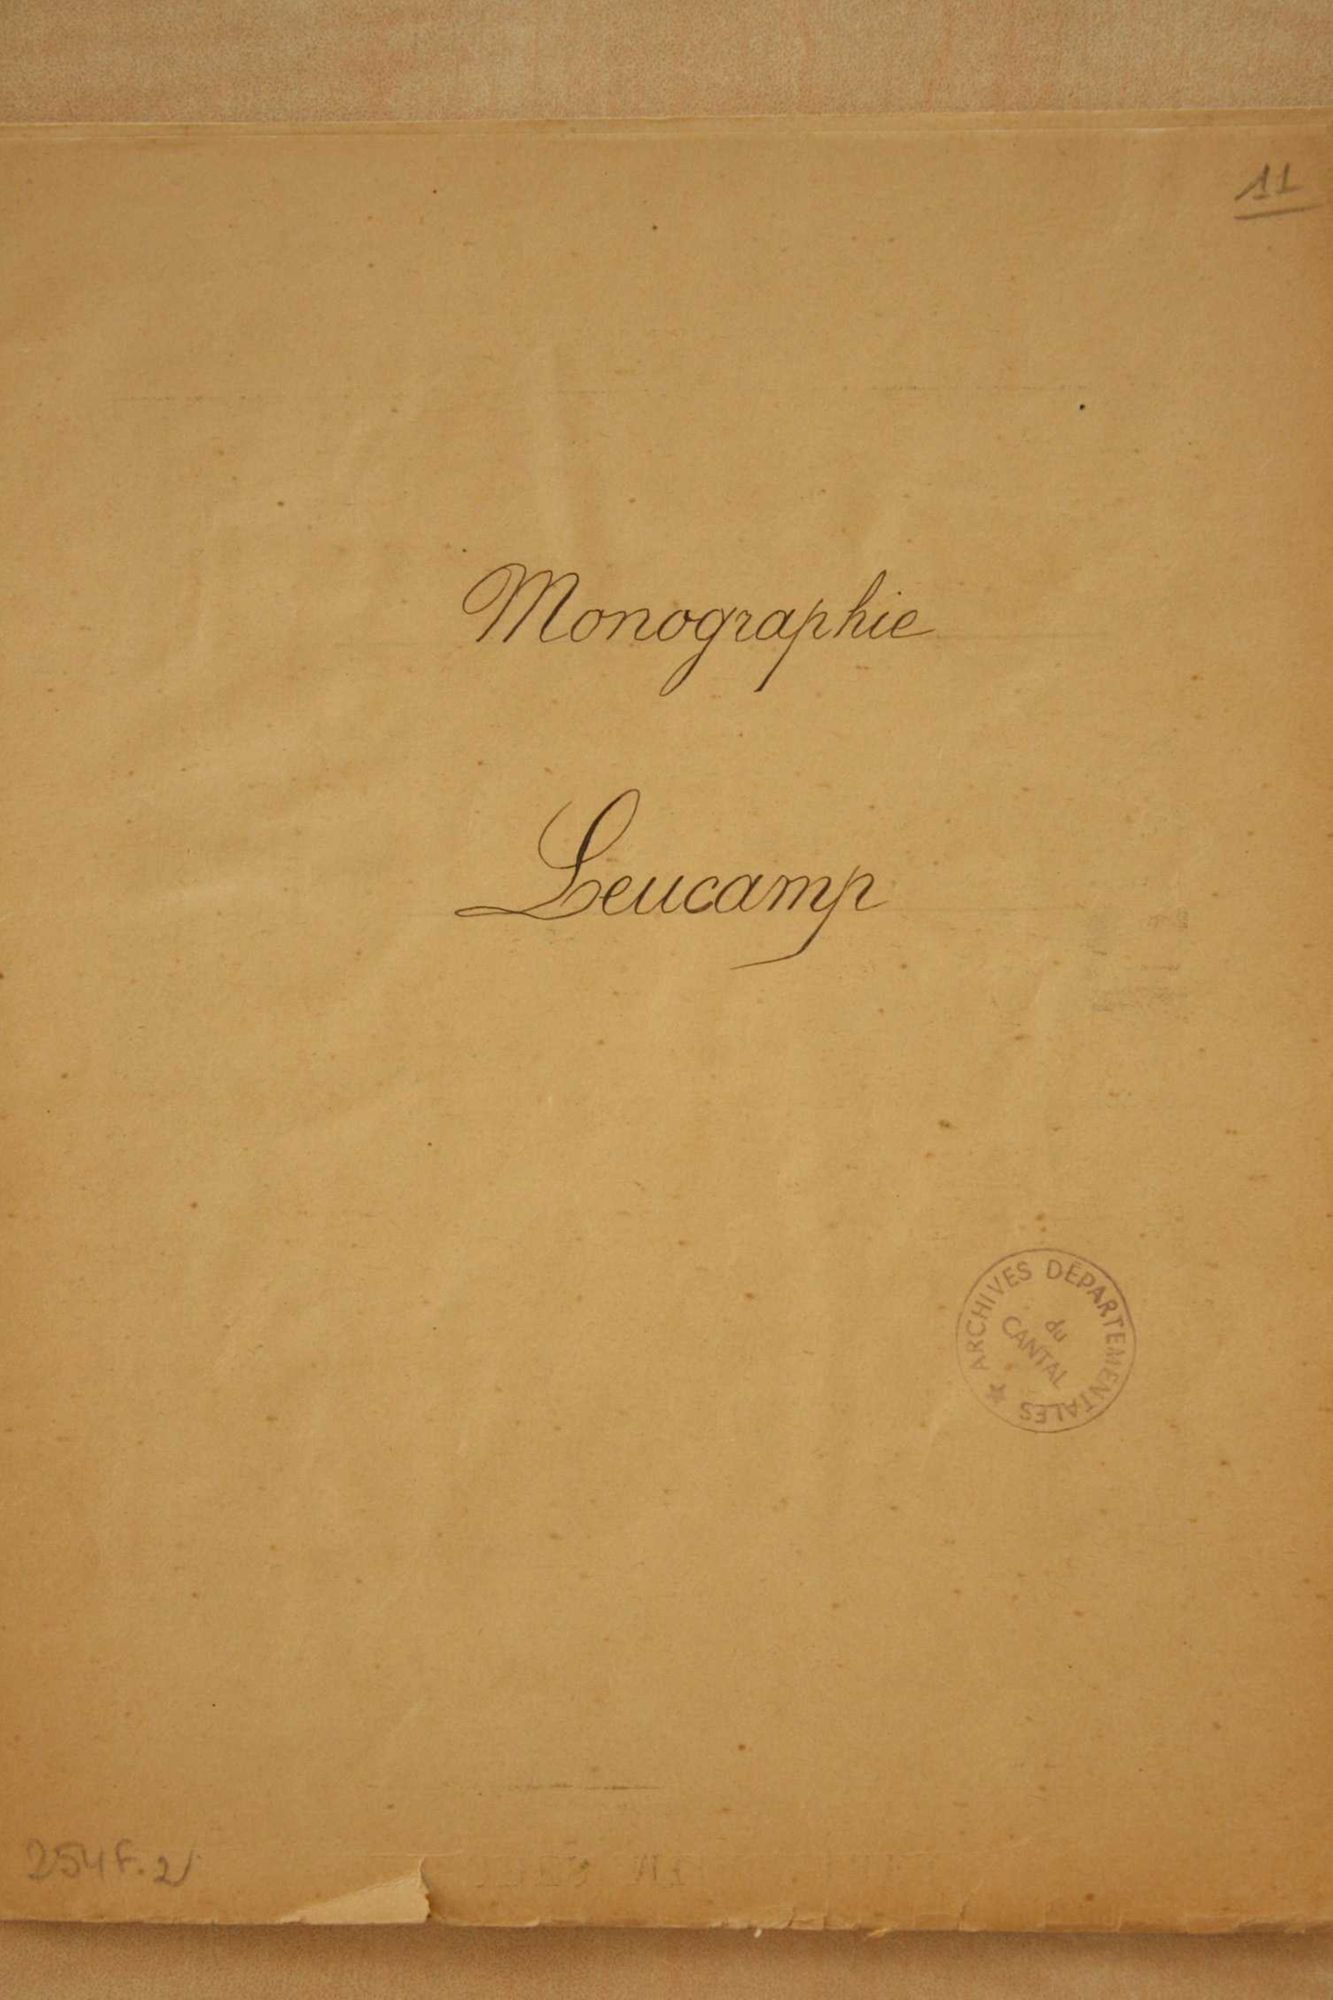 11
Monographie
Leucamp
ARCHIVES DÉPARTEMENTALES
du
CANTAL
254 F. 2